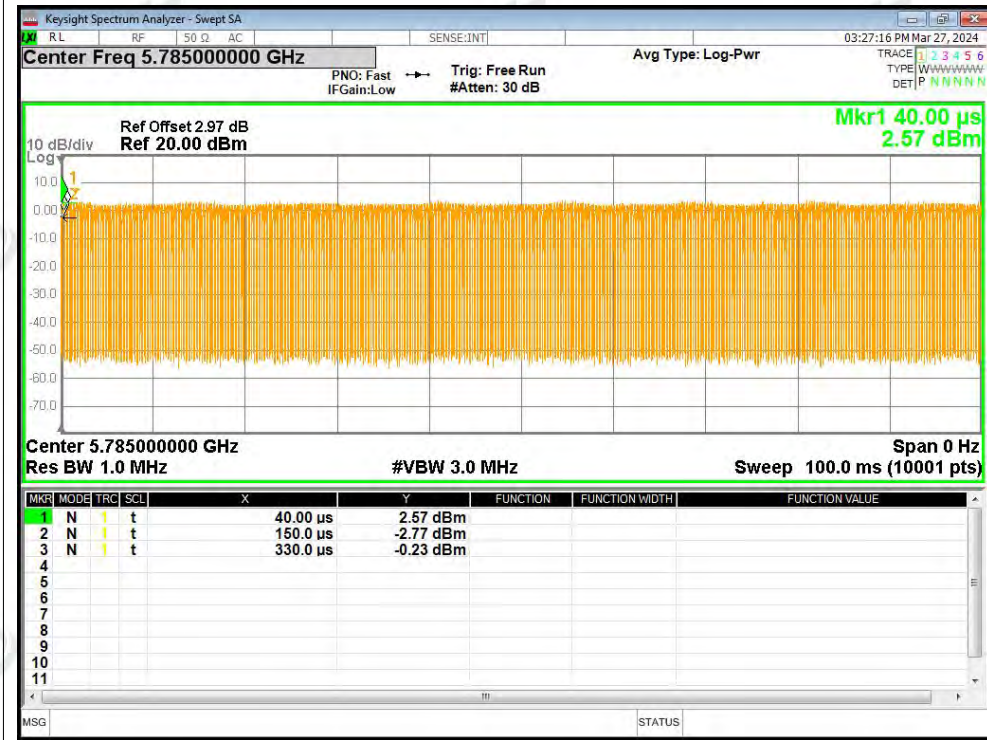 Keysight Spectrum Analyzer - Swept SA
LXI RL RF 50 Ω AC SENSE:INT 03:27:16 PM Mar 27, 2024
Center Freq 5.785000000 GHz
PNO: Fast
IFGain:Low
Trig: Free Run
#Atten: 30 dB
Avg Type: Log-Pwr
TRACE 1 2 3 4 5 6
TYPE WWWWWW
DET P N N N N N
Mkr1 40.00 µs
2.57 dBm
Ref Offset 2.97 dB
10 dB/div Ref 20.00 dBm
Log
1
10.0
0.00
-10.0
-20.0
-30.0
-40.0
-50.0
-60.0
-70.0
Center 5.785000000 GHz Span 0 Hz
Res BW 1.0 MHz #VBW 3.0 MHz Sweep 100.0 ms (10001 pts)
MKR MODE TRC SCL X Y FUNCTION FUNCTION WIDTH FUNCTION VALUE
1 N 1 t 40.00 µs 2.57 dBm
2 N 1 t 150.0 µs -2.77 dBm
3 N 1 t 330.0 µs -0.23 dBm
4
5
6
7
8
9
10
11
MSG STATUS